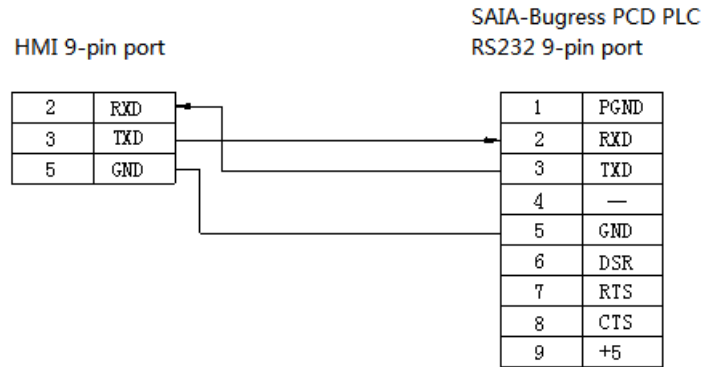 SAIA-Bugress PCD PLC
HMI 9-pin port
RS232 9-pin port
2 RXD
3 TXD
5 GND
1 PGND
2 RXD
3 TXD
4 —
5 GND
6 DSR
7 RTS
8 CTS
9 +5